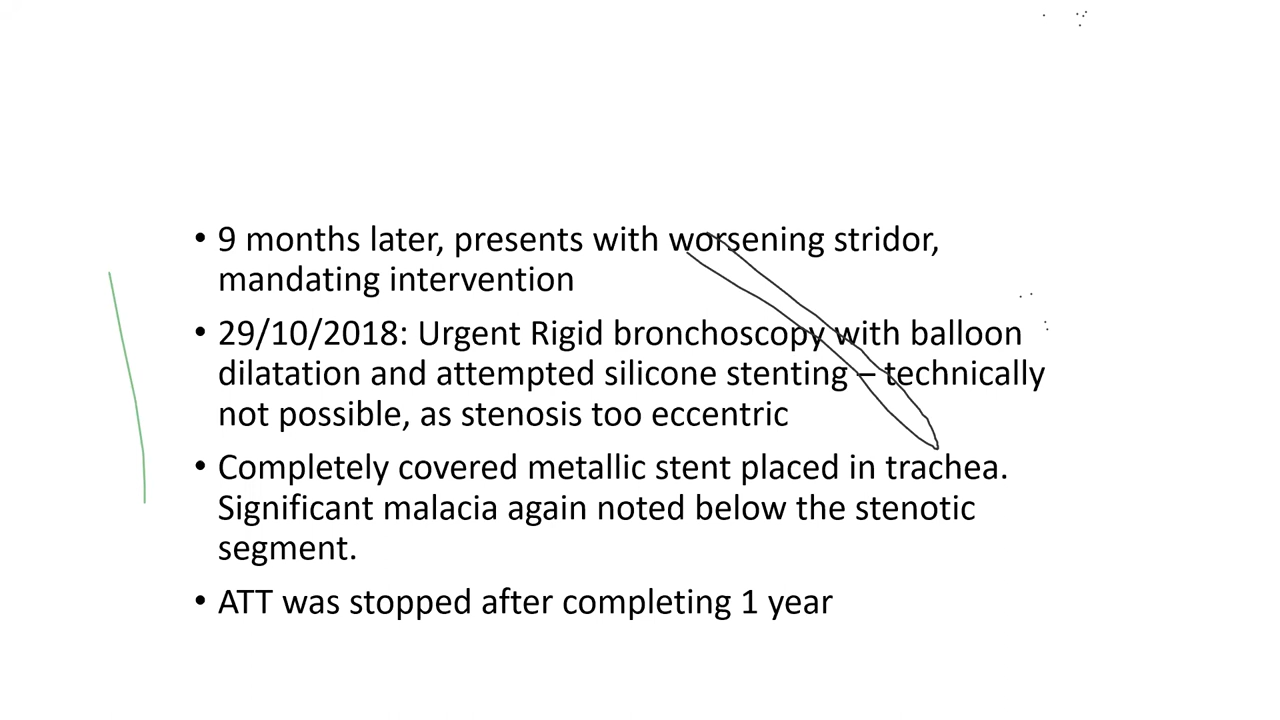 • 9 months later, presents with worsening stridor,
mandating intervention
• 29/10/2018: Urgent Rigid bronchoscopy with balloon
dilatation and attempted silicone stenting – technically
not possible, as stenosis too eccentric
• Completely covered metallic stent placed in trachea.
Significant malacia again noted below the stenotic
segment.
• ATT was stopped after completing 1 year